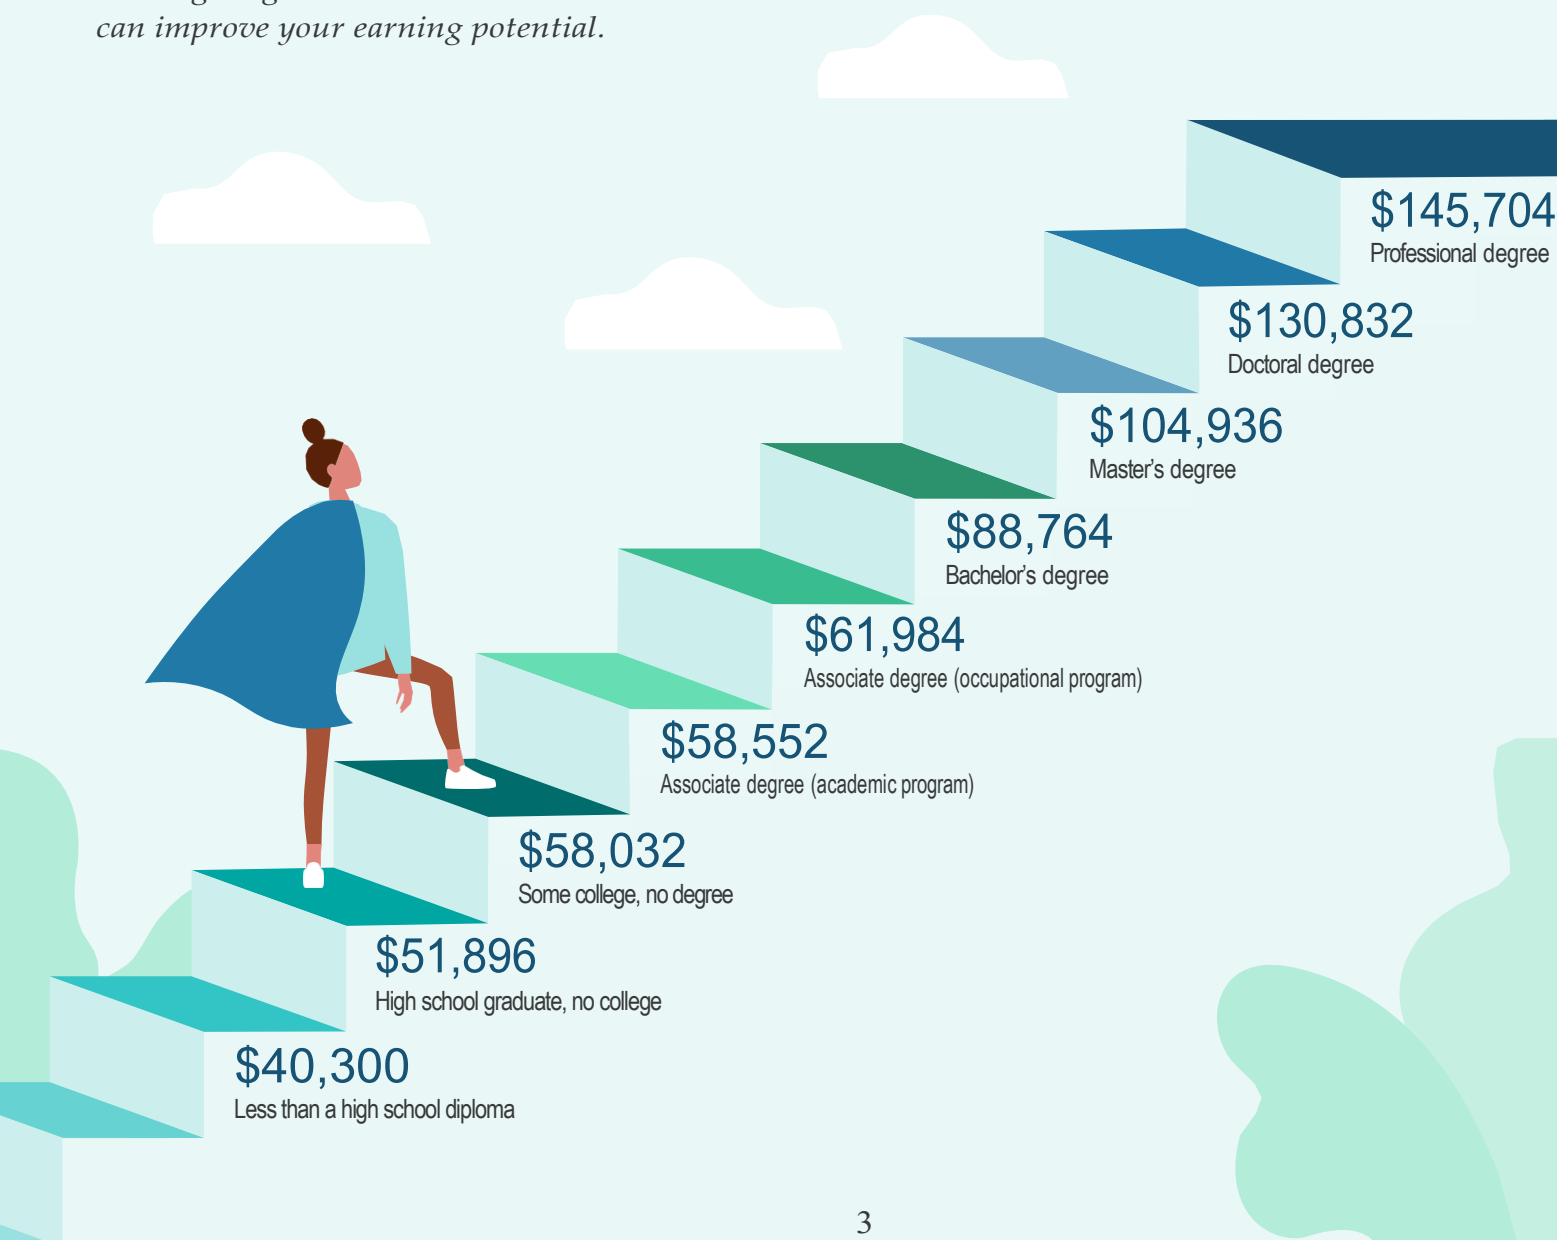 can improve your earning potential.
$145,704
Professional degree
$130,832
Doctoral degree
$104,936
Master's degree
$88,764
Bachelor's degree
$61,984
Associate degree (occupational program)
$58,552
Associate degree (academic program)
$58,032
Some college, no degree
$51,896
High school graduate, no college
$40,300
Less than a high school diploma
3